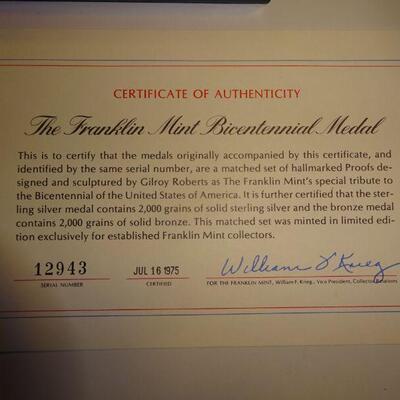 CERTIFICATE OF AUTHENTICITY
The Franklin Mint Bicentennial Medal
This is to certify that the medals originally accompanied by this certificate, and
identified by the same serial number, are a matched set of hallmarked Proofs de-
signed and sculptured by Gilroy Roberts as The Franklin Mint's special tribute to
the Bicentennial of the United States of America. It is further certified that the ster-
ling silver medal contains 2,000 grains of solid sterling silver and the bronze medal
contains 2,000 grains of solid bronze. This matched set was minted in limited edi-
tion exclusively for established Franklin Mint collectors.
12943 JUL 16 1975 William F Krieg
SERIAL NUMBER CERTIFIED FOR THE FRANKLIN MINT, William F. Krieg, Vice President, Collector Relations